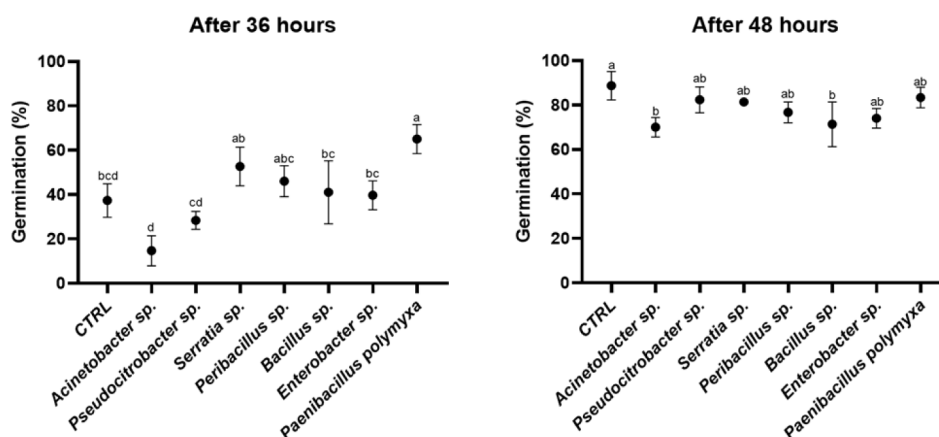 After 36 hours
Germination (%)
100
80
60
40
20
0
bcd
d
cd
ab
abc
bc
bc
a
CTRL
Acinetobacter sp.
Pseudocitrobacter sp.
Serratia sp.
Peribacillus sp.
Bacillus sp.
Enterobacter sp.
Paenibacillus polymyxa
After 48 hours
Germination (%)
100
80
60
40
20
0
a
b
ab
ab
ab
b
ab
ab
CTRL
Acinetobacter sp.
Pseudocitrobacter sp.
Serratia sp.
Peribacillus sp.
Bacillus sp.
Enterobacter sp.
Paenibacillus polymyxa